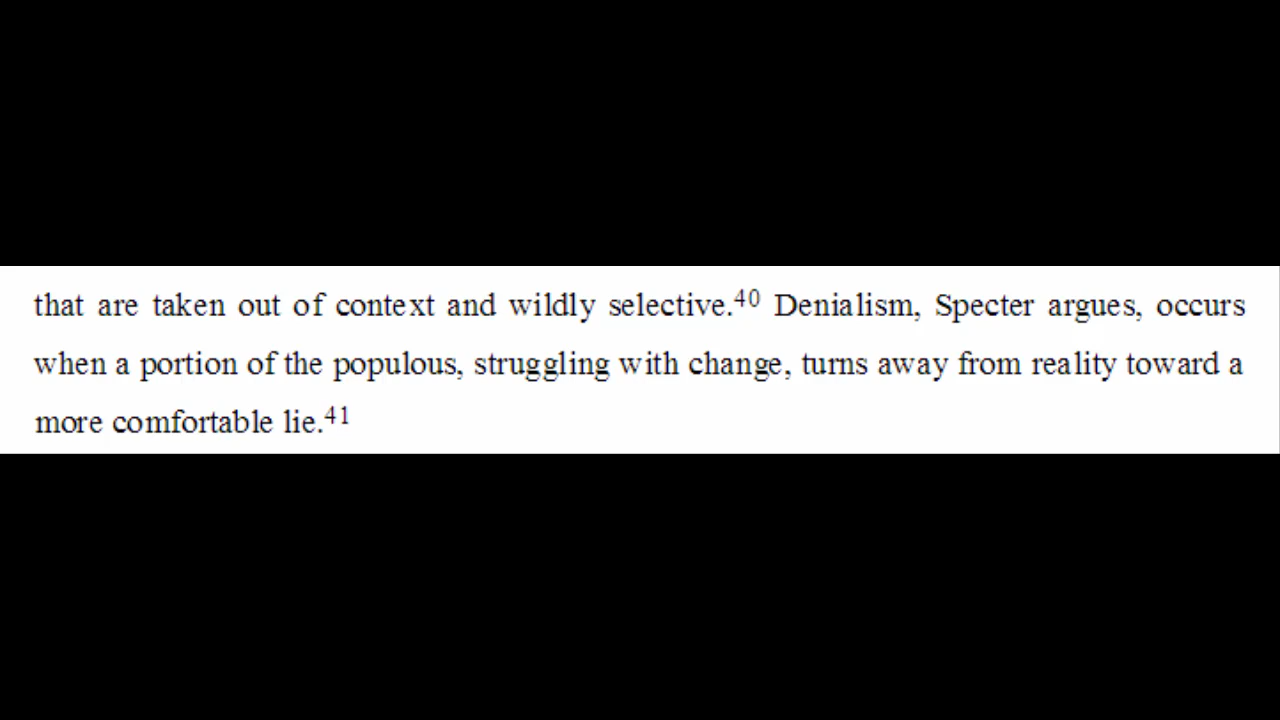 that are taken out of context and wildly selective.40 Denialism, Specter argues, occurs
when a portion of the populous, struggling with change, turns away from reality toward a
more comfortable lie.41